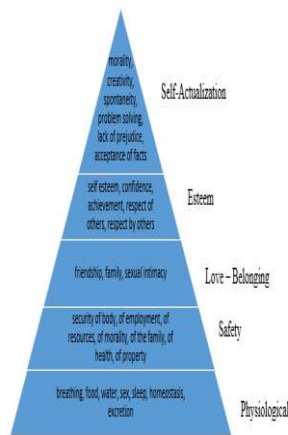 morality,
creativity,
spontaneity,
problem solving,
lack of prejudice,
acceptance of facts
Self-Actualization
self esteem, confidence,
achievement, respect of
others, respect by others
Esteem
friendship, family, sexual intimacy
Love – Belonging
security of body, of employment, of
resources, of morality, of the family, of
health, of property
Safety
breathing, food, water, sex, sleep, homeostasis,
excretion
Physiological